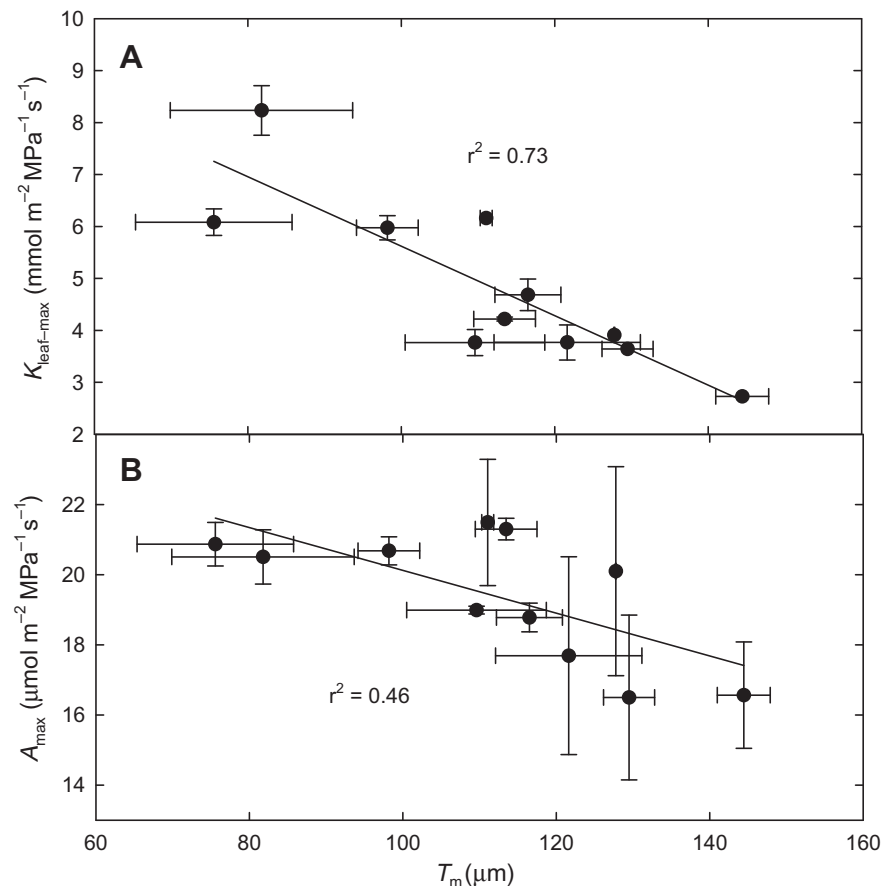 A
10
9
8
7
6
5
4
3
2
K_leaf–max (mmol m⁻² MPa⁻¹ s⁻¹)
r² = 0.73
B
22
20
18
16
14
A_max (μmol m⁻² MPa⁻¹ s⁻¹)
r² = 0.46
60 80 100 120 140 160
T_m (μm)